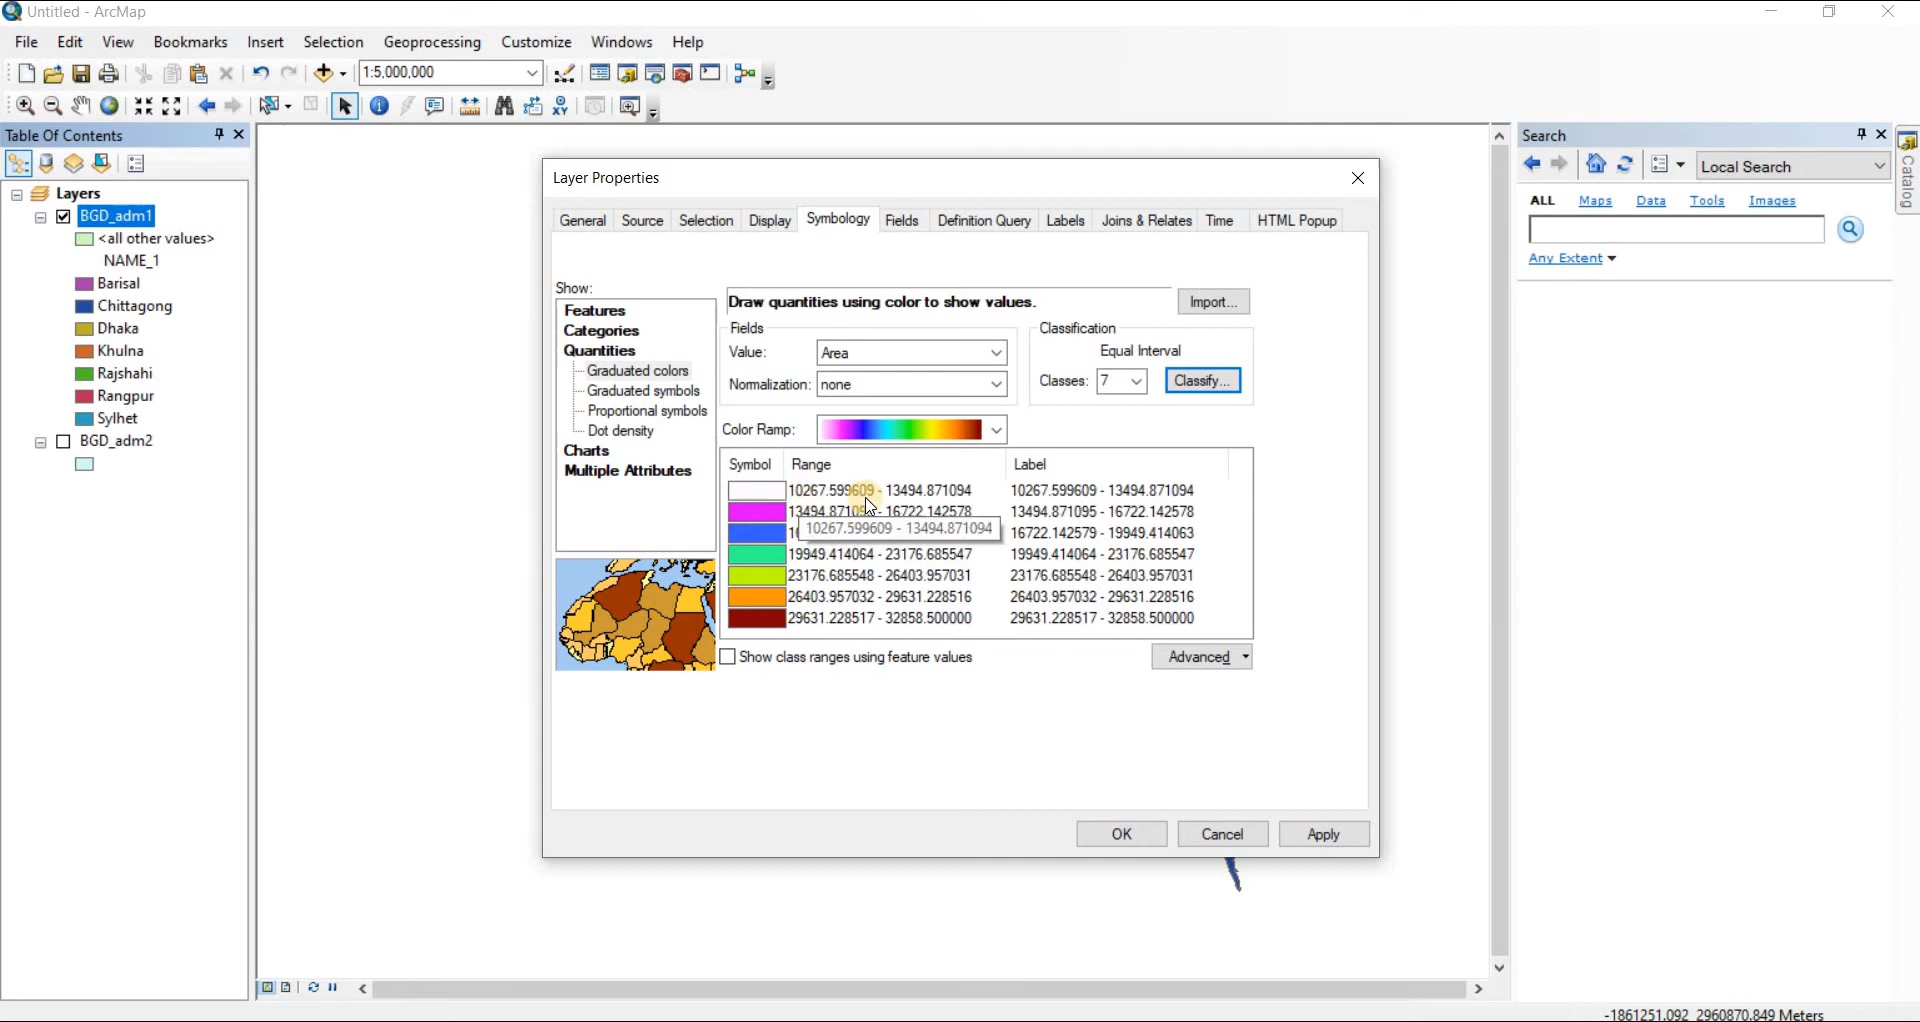 Untitled - ArcMap
File Edit View Bookmarks Insert Selection Geoprocessing Customize Windows Help
1:5,000,000
Table Of Contents
Layers
BGD_adm1
<all other values>
NAME_1
Barisal
Chittagong
Dhaka
Khulna
Rajshahi
Rangpur
Sylhet
BGD_adm2
Layer Properties
General Source Selection Display Symbology Fields Definition Query Labels Joins & Relates Time HTML Popup
Show:
Features
Categories
Quantities
Graduated colors
Graduated symbols
Proportional symbols
Dot density
Charts
Multiple Attributes
Draw quantities using color to show values.
Import...
Fields
Value: Area
Normalization: none
Classification
Equal Interval
Classes: 7 Classify...
Color Ramp:
Symbol Range Label
10267.599609 - 13494.871094 10267.599609 - 13494.871094
13494.871095 - 16722.142578 13494.871095 - 16722.142578
10267.599609 - 13494.871094
16722.142579 - 19949.414063
19949.414064 - 23176.685547 19949.414064 - 23176.685547
23176.685548 - 26403.957031 23176.685548 - 26403.957031
26403.957032 - 29631.228516 26403.957032 - 29631.228516
29631.228517 - 32858.500000 29631.228517 - 32858.500000
Show class ranges using feature values
Advanced
OK Cancel Apply
Search
Local Search
ALL Maps Data Tools Images
Any Extent
Catalog
-1861251.092 2960870.849 Meters